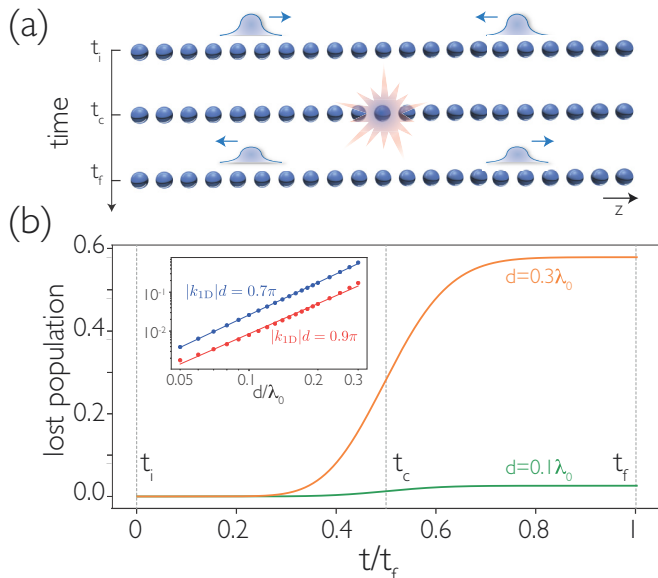 (a)
t_i
t_c
time
t_f
z
(b)
0.6
|k_1D|d = 0.7π
d=0.3λ_0
10^-1
10^-2
|k_1D|d = 0.9π
0.4
0.05
0.1
0.2
0.3
d/λ_0
lost population
0.2
t_i
t_c
t_f
d=0.1λ_0
0.0
0
0.2
0.4
0.6
0.8
1
t/t_f